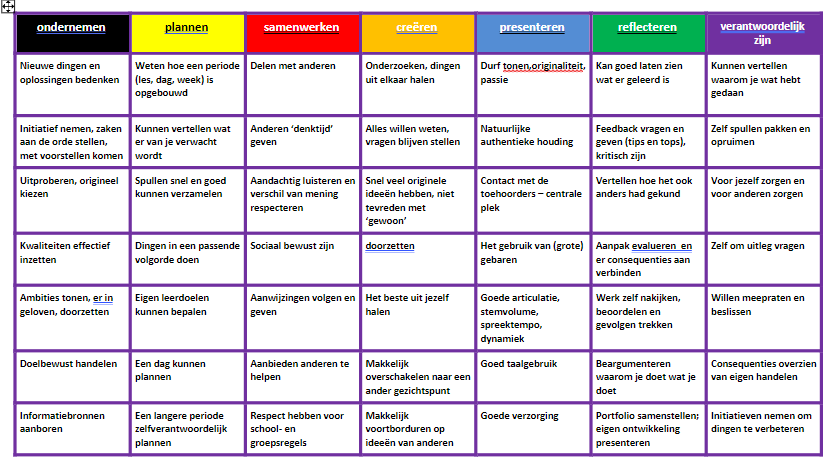 ondernemen
plannen
samenwerken
creëren
presenteren
reflecteren
verantwoordelijk
zijn
Nieuwe dingen en
oplossingen bedenken
Weten hoe een periode
(les, dag, week) is
opgebouwd
Delen met anderen
Onderzoeken, dingen
uit elkaar halen
Durf tonen,originaliteit,
passie
Kan goed laten zien
wat er geleerd is
Kunnen vertellen
waarom je wat hebt
gedaan
Initiatief nemen, zaken
aan de orde stellen,
met voorstellen komen
Kunnen vertellen wat
er van je verwacht
wordt
Anderen ‘denktijd’
geven
Alles willen weten,
vragen blijven stellen
Natuurlijke
authentieke houding
Feedback vragen en
geven (tips en tops),
kritisch zijn
Zelf spullen pakken en
opruimen
Uitproberen, origineel
kiezen
Spullen snel en goed
kunnen verzamelen
Aandachtig luisteren en
verschil van mening
respecteren
Snel veel originele
ideeën hebben, niet
tevreden met
‘gewoon’
Contact met de
toehoorders – centrale
plek
Vertellen hoe het ook
anders had gekund
Voor jezelf zorgen en
voor anderen zorgen
Kwaliteiten effectief
inzetten
Dingen in een passende
volgorde doen
Sociaal bewust zijn
doorzetten
Het gebruik van (grote)
gebaren
Aanpak evalueren en
er consequenties aan
verbinden
Zelf om uitleg vragen
Ambities tonen, er in
geloven, doorzetten
Eigen leerdoelen
kunnen bepalen
Aanwijzingen volgen en
geven
Het beste uit jezelf
halen
Goede articulatie,
stemvolume,
spreektempo,
dynamiek
Werk zelf nakijken,
beoordelen en
gevolgen trekken
Willen meepraten en
beslissen
Doelbewust handelen
Een dag kunnen
plannen
Aanbieden anderen te
helpen
Makkelijk
overschakelen naar een
ander gezichtspunt
Goed taalgebruik
Beargumenteren
waarom je doet wat je
doet
Consequenties overzien
van eigen handelen
Informatiebronnen
aanboren
Een langere periode
zelfverantwoordelijk
plannen
Respect hebben voor
school- en
groepsregels
Makkelijk
voortborduren op
ideeën van anderen
Goede verzorging
Portfolio samenstellen;
eigen ontwikkeling
presenteren
Initiatieven nemen om
dingen te verbeteren